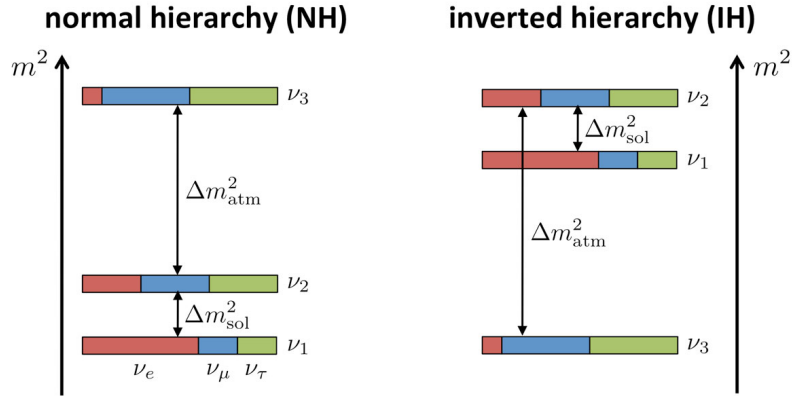 normal hierarchy (NH)
inverted hierarchy (IH)
m²
m²
ν₃
Δm²atm
ν₂
Δm²sol
ν₁
νₑ νμ ντ
ν₂
Δm²sol
ν₁
Δm²atm
ν₃